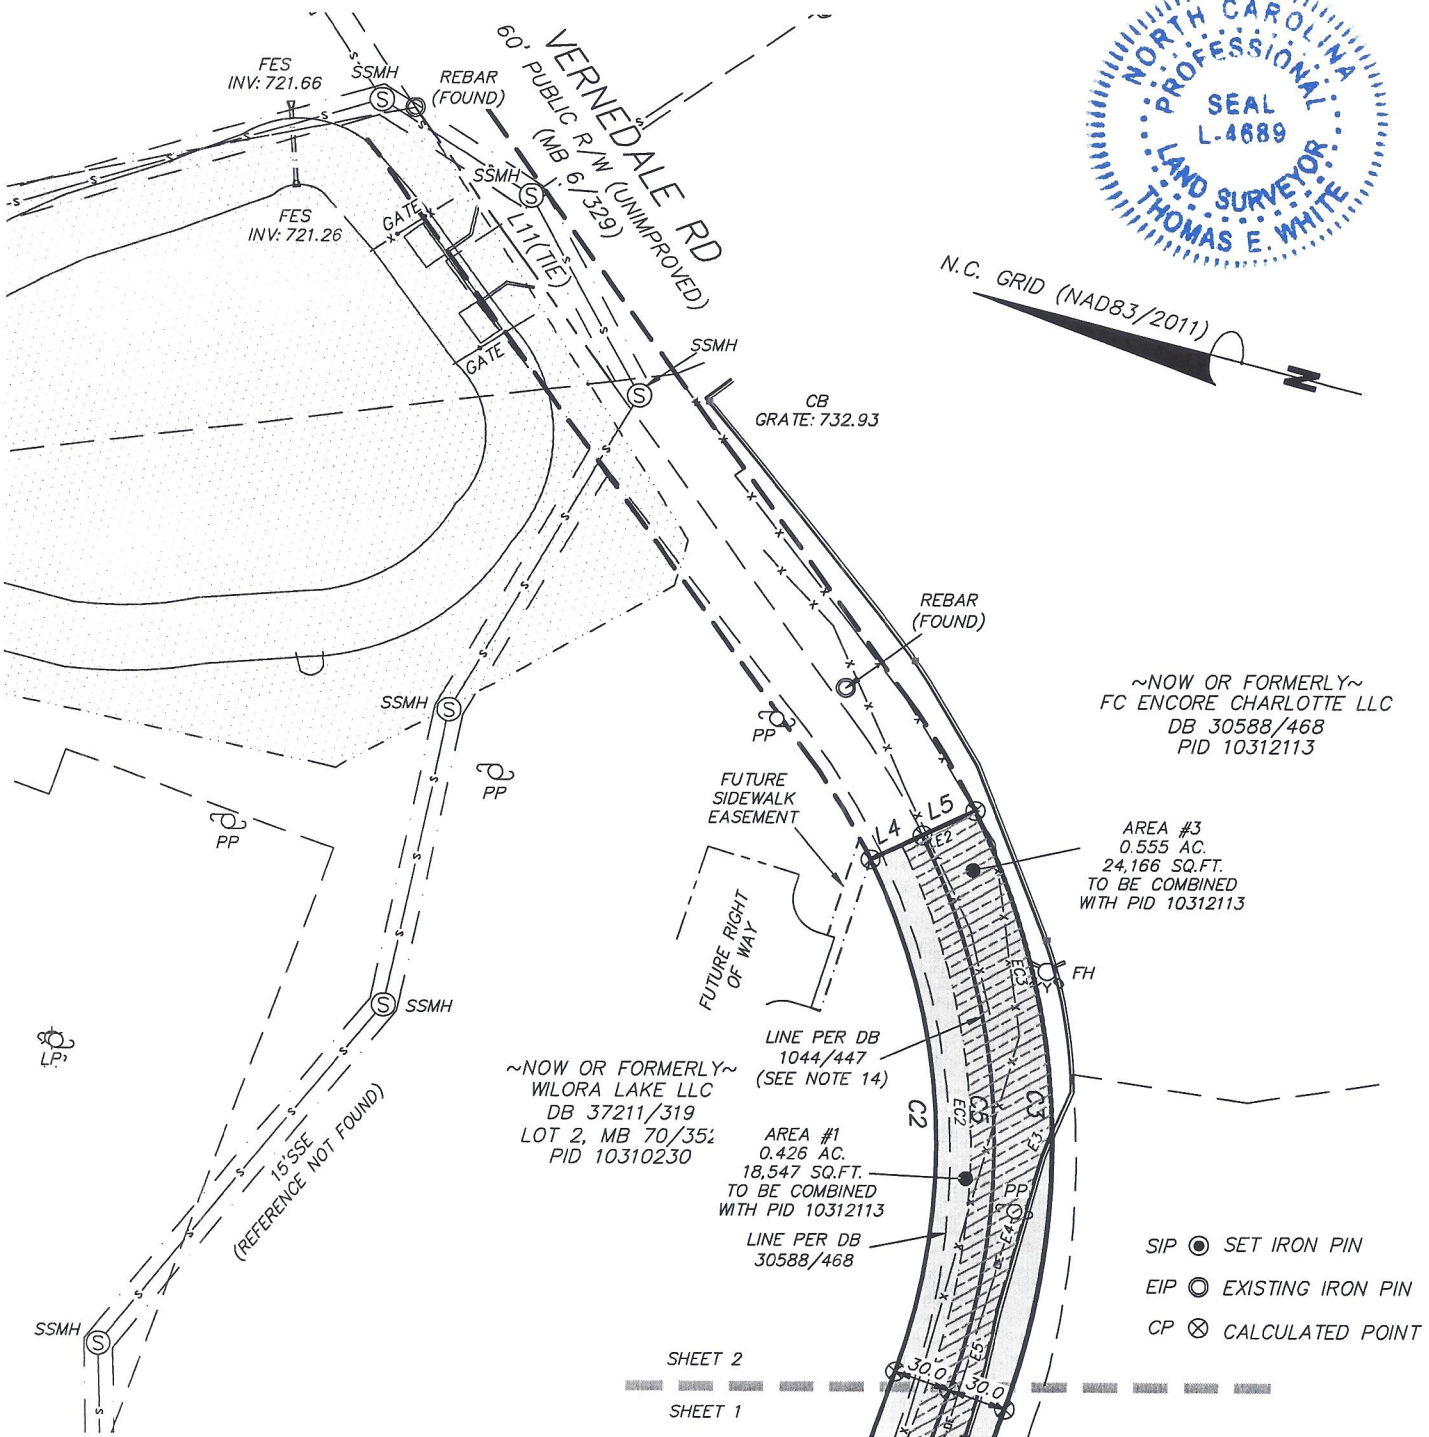 FES
INV: 721.66
SSMH
REBAR
(FOUND)
VERNEDALE RD
60' PUBLIC R/W (UNIMPROVED)
(MB 6/329)
NORTH CAROLINA
PROFESSIONAL
SEAL
L-4689
LAND SURVEYOR
THOMAS E. WHITE
SSMH
FES
INV: 721.26
GATE
L11(TIE)
GATE
N.C. GRID (NAD83/2011)
N
SSMH
CB
GRATE: 732.93
REBAR
(FOUND)
~NOW OR FORMERLY~
FC ENCORE CHARLOTTE LLC
DB 30588/468
PID 10312113
SSMH
PP
PP
PP
FUTURE
SIDEWALK
EASEMENT
L4
L5
E2
AREA #3
0.555 AC.
24,166 SQ.FT.
TO BE COMBINED
WITH PID 10312113
FUTURE RIGHT
OF WAY
EC3
FH
SSMH
LP
LINE PER DB
1044/447
(SEE NOTE 14)
~NOW OR FORMERLY~
WILORA LAKE LLC
DB 37211/319
LOT 2, MB 70/352
PID 10310230
C2
EC2
C5
C3
E3
AREA #1
0.426 AC.
18,547 SQ.FT.
TO BE COMBINED
WITH PID 10312113
15'SSE
(REFERENCE NOT FOUND)
PP
E4
LINE PER DB
30588/468
SIP SET IRON PIN
EIP EXISTING IRON PIN
CP CALCULATED POINT
SSMH
E5
SHEET 2
30.0
30.0
SHEET 1